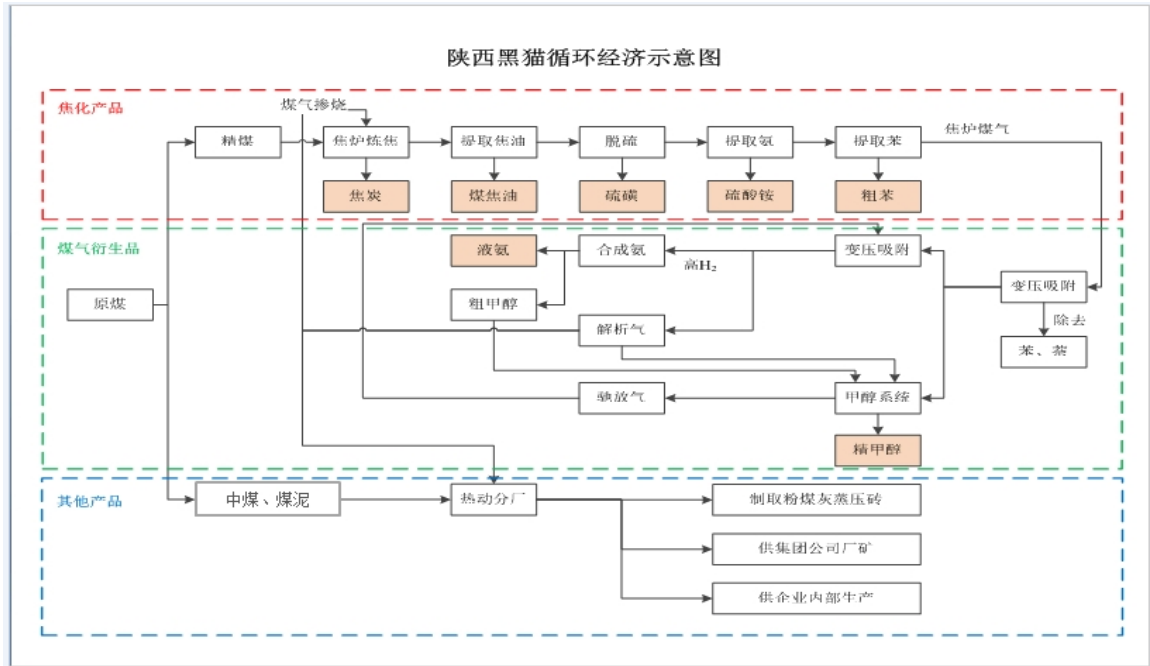 陕西黑猫循环经济示意图
焦化产品
煤气掺烧
精煤
焦炉炼焦
提取焦油
脱硫
提取氨
提取苯
焦炉煤气
焦炭
煤焦油
硫磺
硫酸铵
粗苯
煤气衍生品
液氨
合成氨
高H₂
变压吸附
原煤
粗甲醇
变压吸附
解析气
除去
苯、萘
驰放气
甲醇系统
精甲醇
其他产品
中煤、煤泥
热动分厂
制取粉煤灰蒸压砖
供集团公司厂矿
供企业内部生产